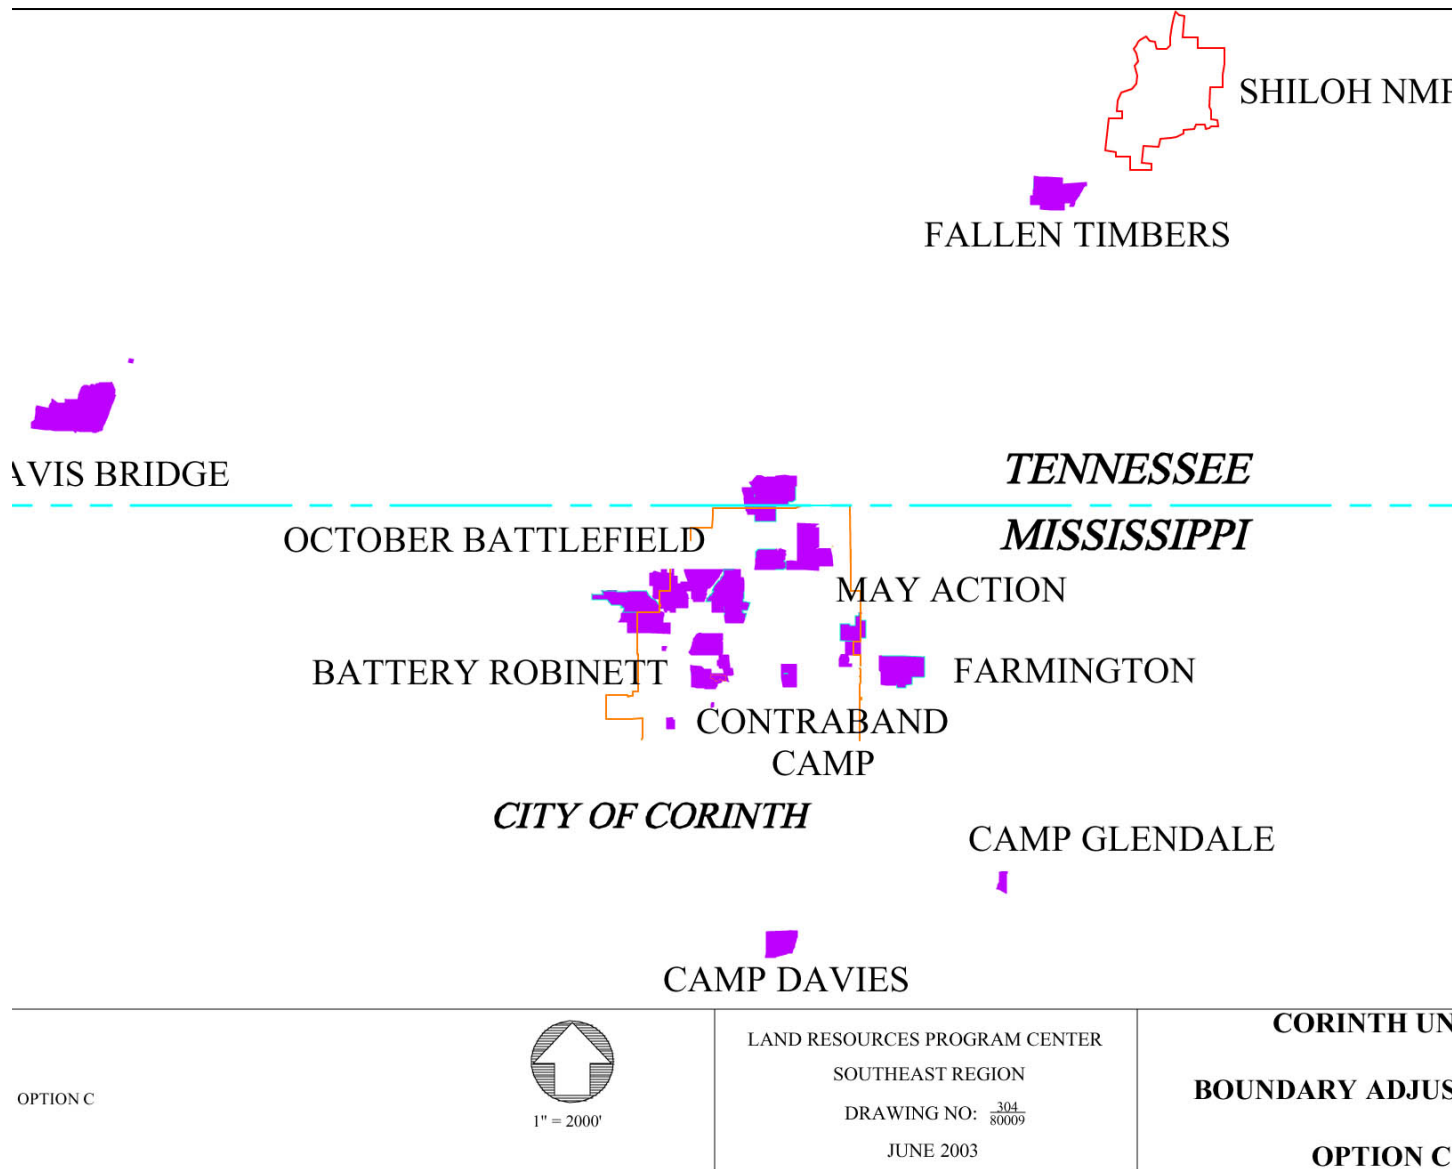 SHILOH NMP
FALLEN TIMBERS
AVIS BRIDGE
TENNESSEE
MISSISSIPPI
OCTOBER BATTLEFIELD
MAY ACTION
BATTERY ROBINETT
FARMINGTON
CONTRABAND
CAMP
CITY OF CORINTH
CAMP GLENDALE
CAMP DAVIES
OPTION C
1" = 2000'
LAND RESOURCES PROGRAM CENTER
SOUTHEAST REGION
DRAWING NO: 304/80009
JUNE 2003
CORINTH UN
BOUNDARY ADJUS
OPTION C